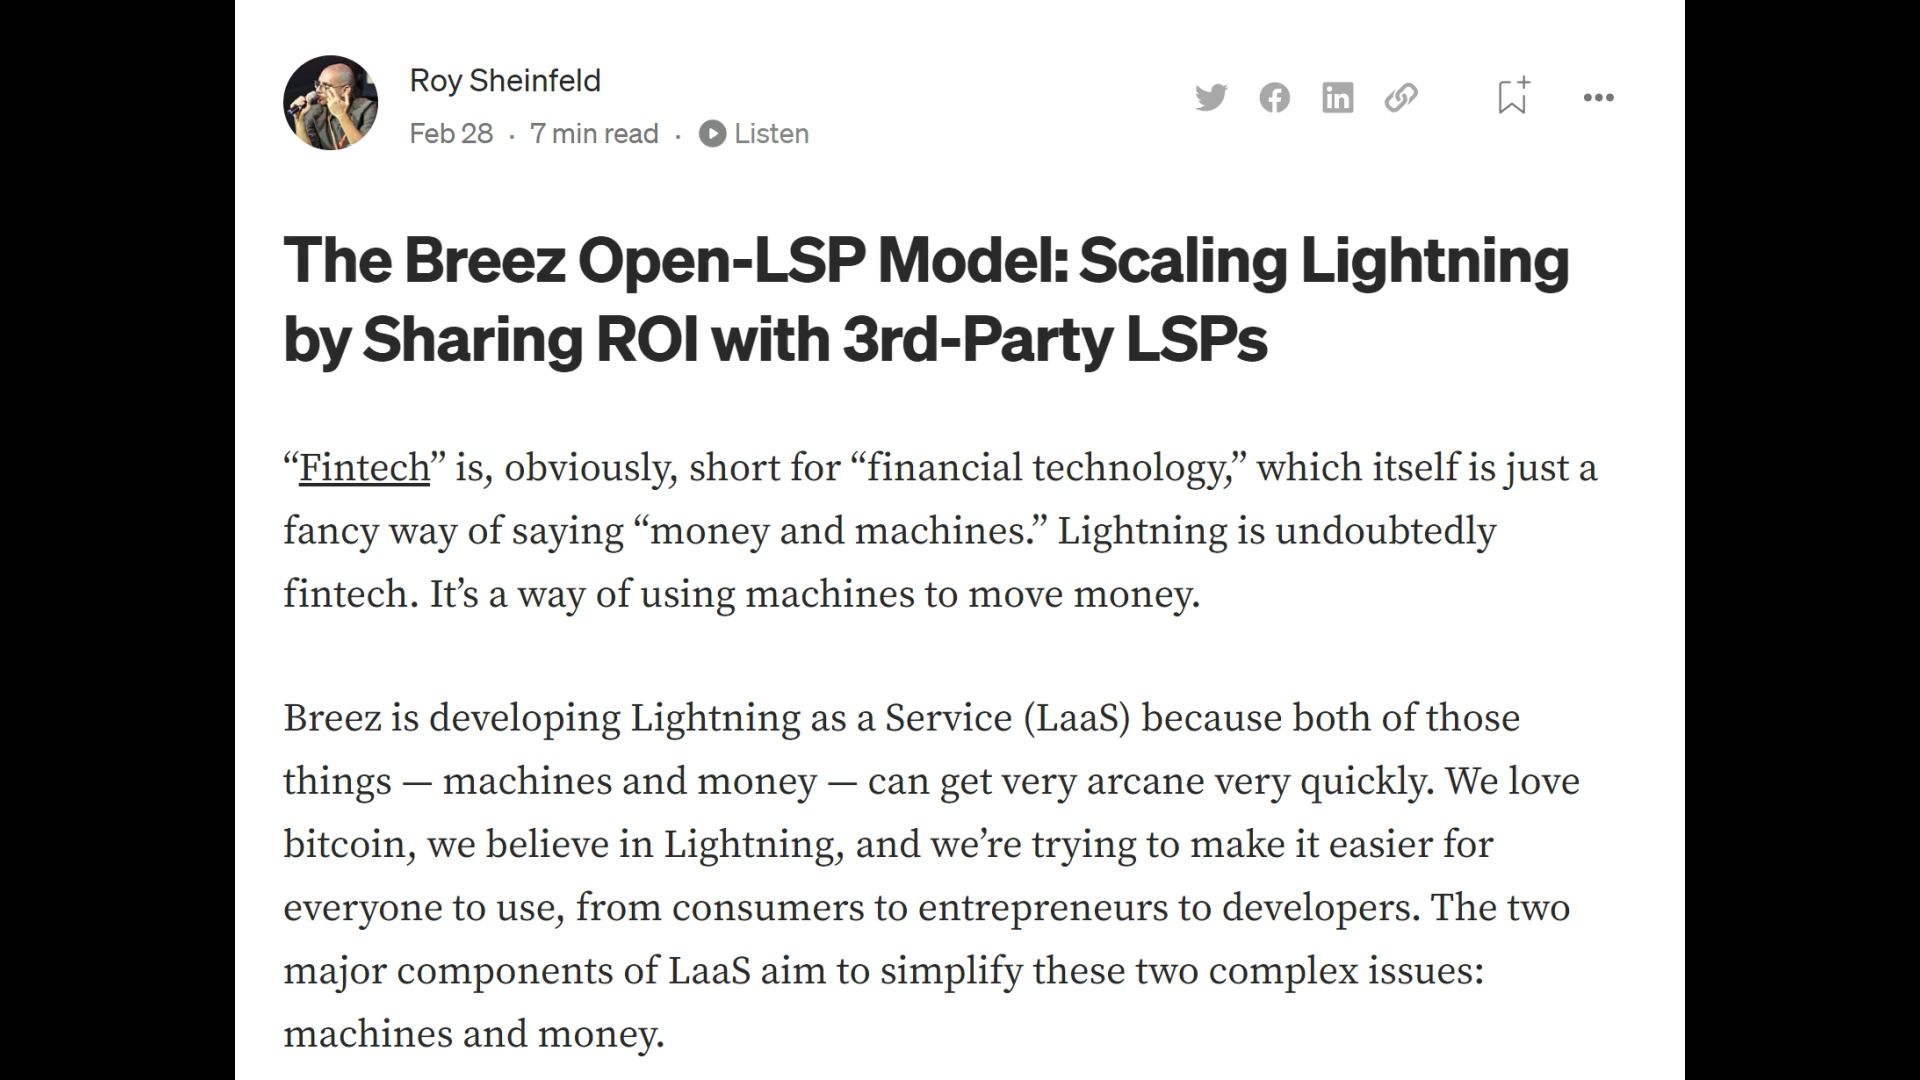 Roy Sheinfeld
Feb 28 · 7 min read · Listen
The Breez Open-LSP Model: Scaling Lightning
by Sharing ROI with 3rd-Party LSPs
“Fintech” is, obviously, short for “financial technology,” which itself is just a
fancy way of saying “money and machines.” Lightning is undoubtedly
fintech. It’s a way of using machines to move money.
Breez is developing Lightning as a Service (LaaS) because both of those
things — machines and money — can get very arcane very quickly. We love
bitcoin, we believe in Lightning, and we’re trying to make it easier for
everyone to use, from consumers to entrepreneurs to developers. The two
major components of LaaS aim to simplify these two complex issues:
machines and money.